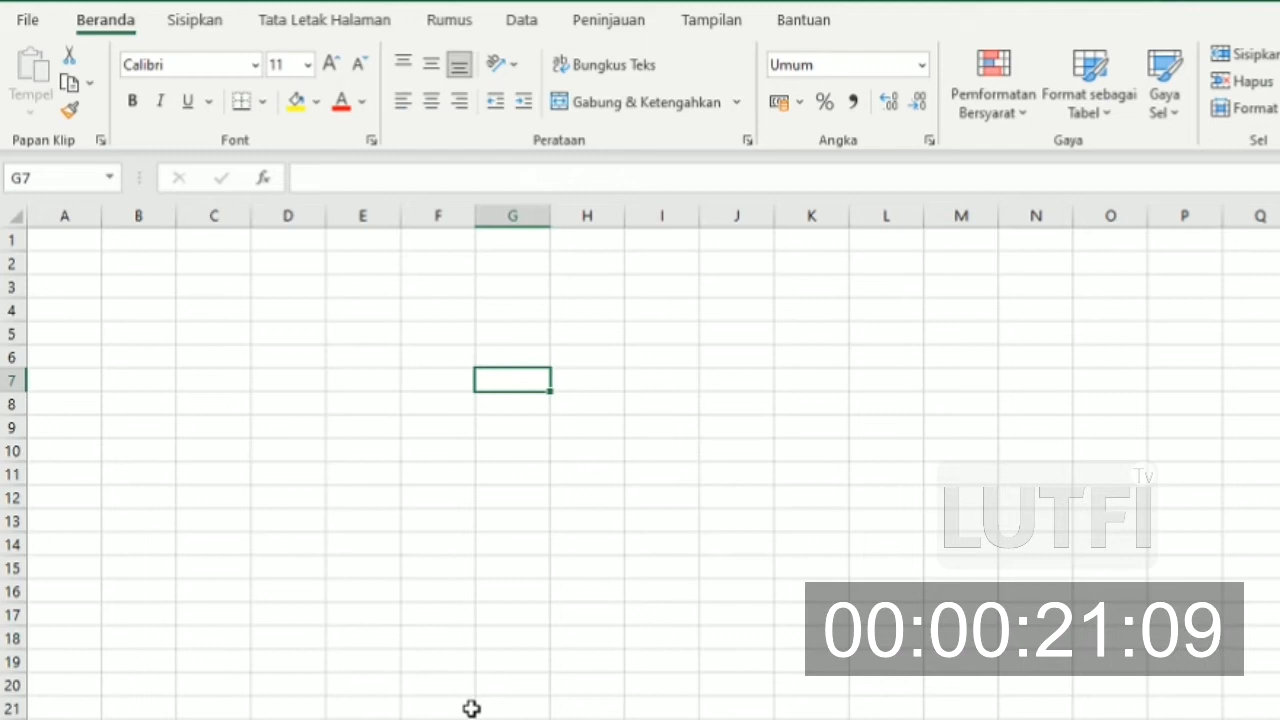 File Beranda Sisipkan Tata Letak Halaman Rumus Data Peninjauan Tampilan Bantuan
Tempel
Calibri 11
Bungkus Teks
Umum
Sisipkan
B I U
Gabung & Ketengahkan
Pemformatan Bersyarat
Format sebagai Tabel
Gaya Sel
Hapus
Format
Papan Klip Font Perataan Angka Gaya Sel
G7 fx
A B C D E F G H I J K L M N O P Q
1
2
3
4
5
6
7
8
9
10
11
12
13
14
15
16
17
18
19
20
21
LUTFI Tv
00:00:21:09